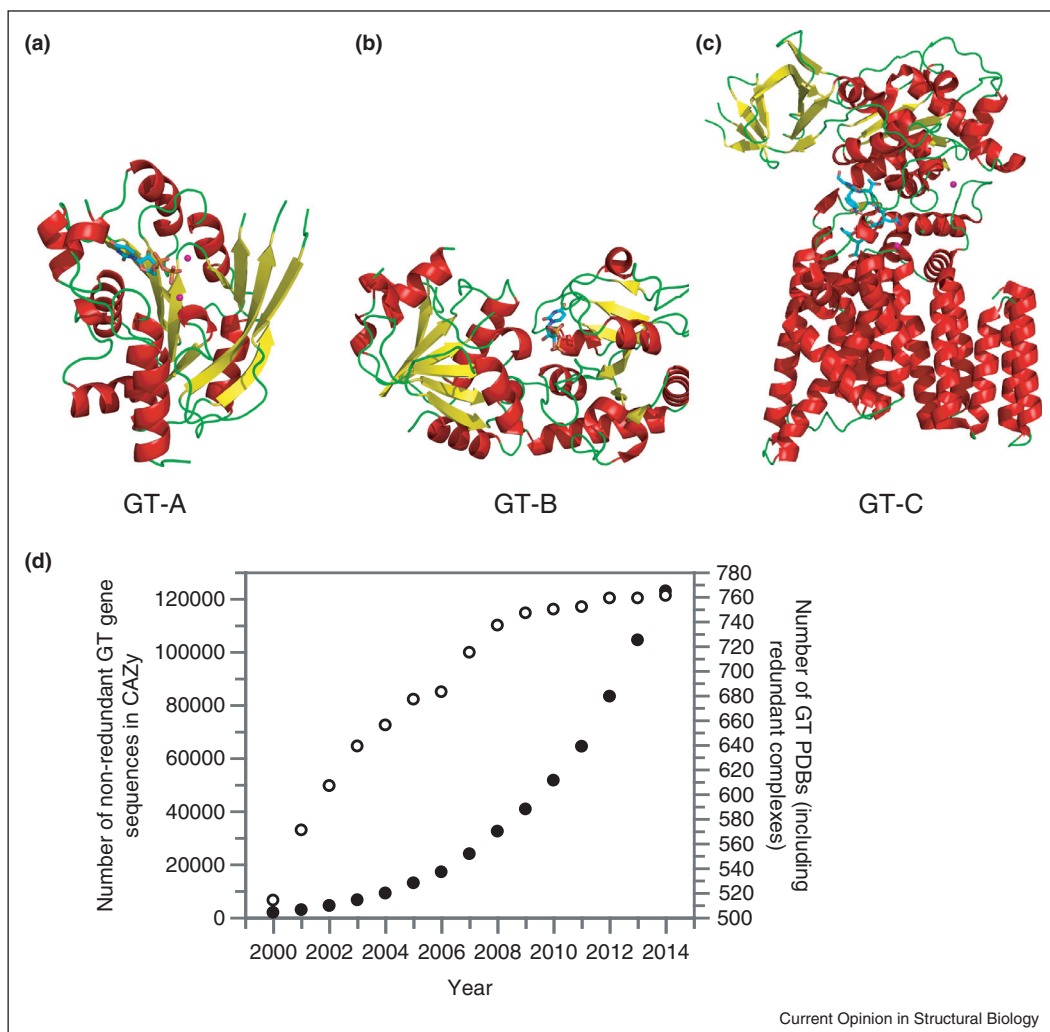 (a)
(b)
(c)
GT-A
GT-B
GT-C
(d)
Number of non-redundant GT gene
sequences in CAZy
120000
100000
80000
60000
40000
20000
0
780
760
740
720
700
680
660
640
620
600
580
560
540
520
500
Number of GT PDBs (including
redundant complexes)
2000 2002 2004 2006 2008 2010 2012 2014
Year
Current Opinion in Structural Biology